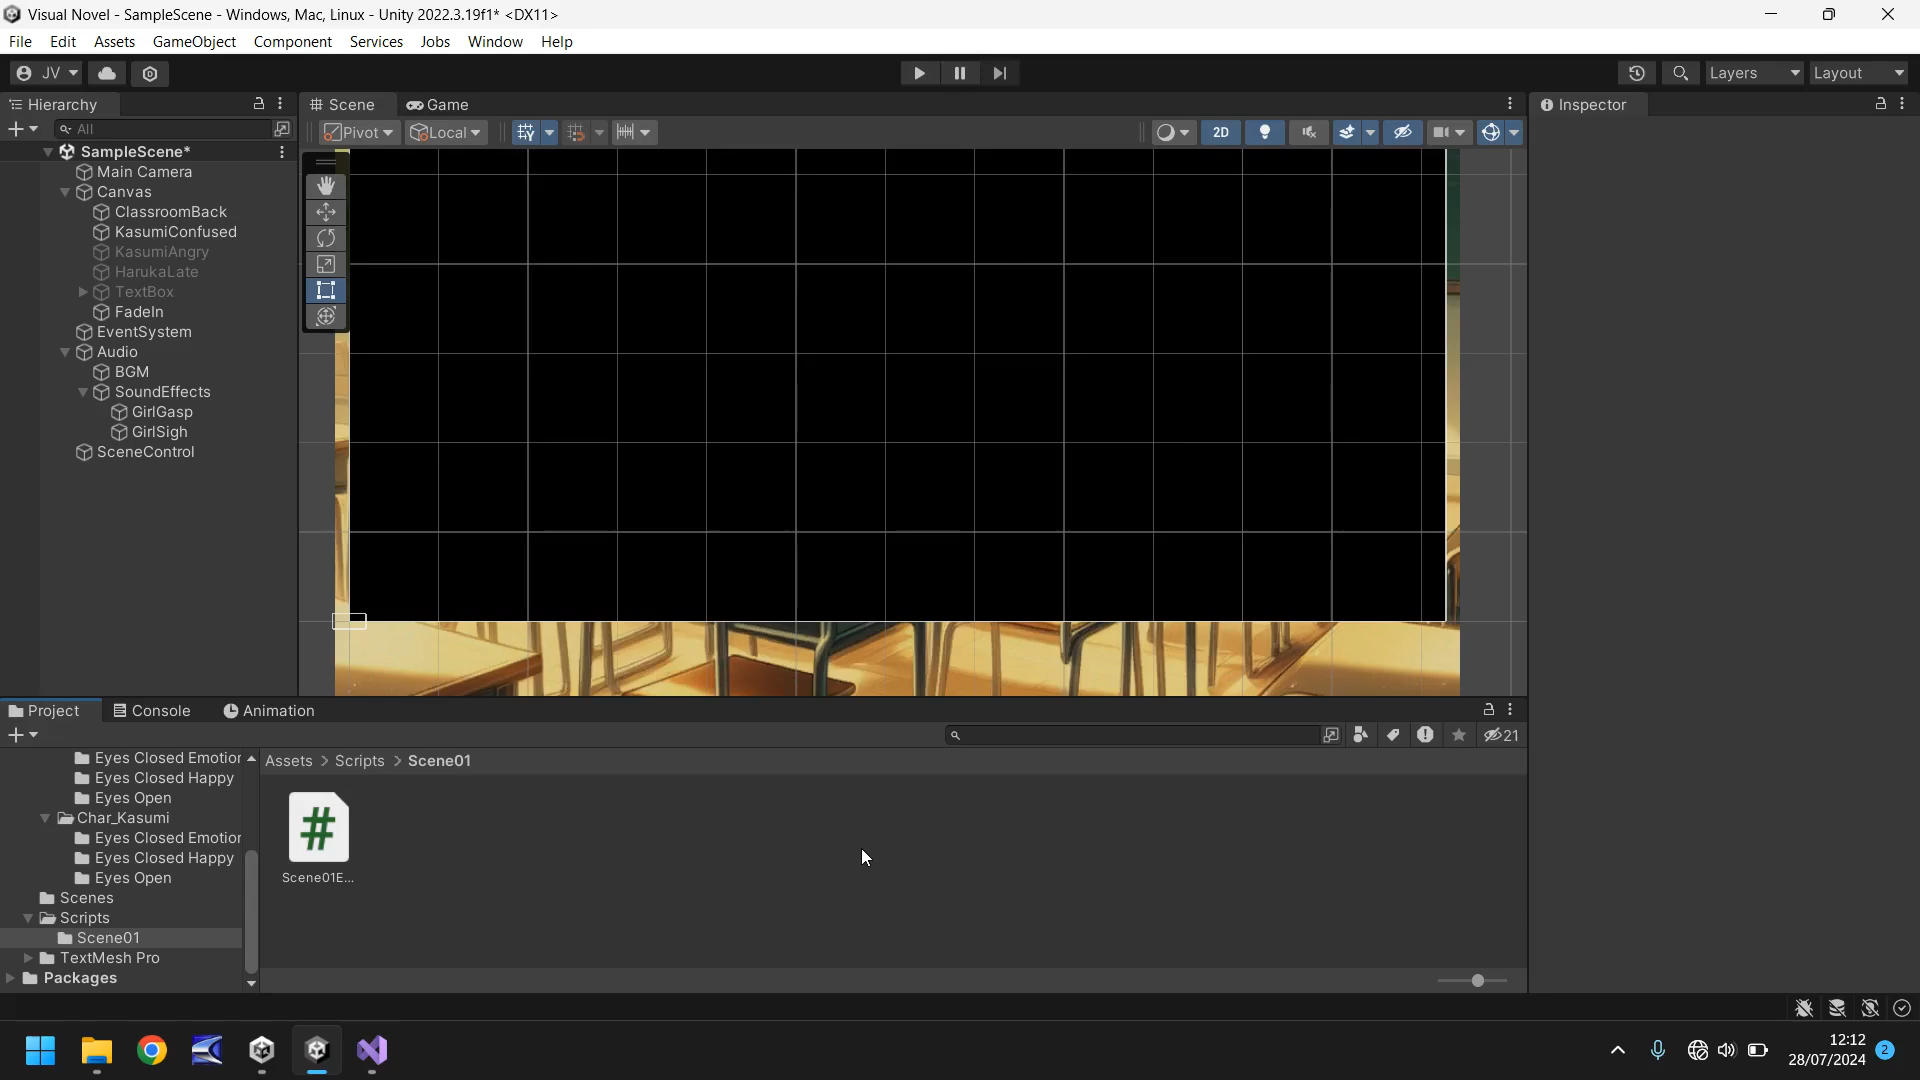 Visual Novel - SampleScene - Windows, Mac, Linux - Unity 2022.3.19f1* <DX11>
File Edit Assets GameObject Component Services Jobs Window Help
JV Layers Layout
Hierarchy Scene Game Inspector
All Pivot Local 2D
SampleScene*
Main Camera
Canvas
ClassroomBack
KasumiConfused
KasumiAngry
HarukaLate
TextBox
FadeIn
EventSystem
Audio
BGM
SoundEffects
GirlGasp
GirlSigh
SceneControl
Project Console Animation
21
Eyes Closed Emotion
Eyes Closed Happy
Eyes Open
Char_Kasumi
Eyes Closed Emotion
Eyes Closed Happy
Eyes Open
Scenes
Scripts
Scene01
TextMesh Pro
Packages
Assets > Scripts > Scene01
#
Scene01E...
12:12
28/07/2024 2